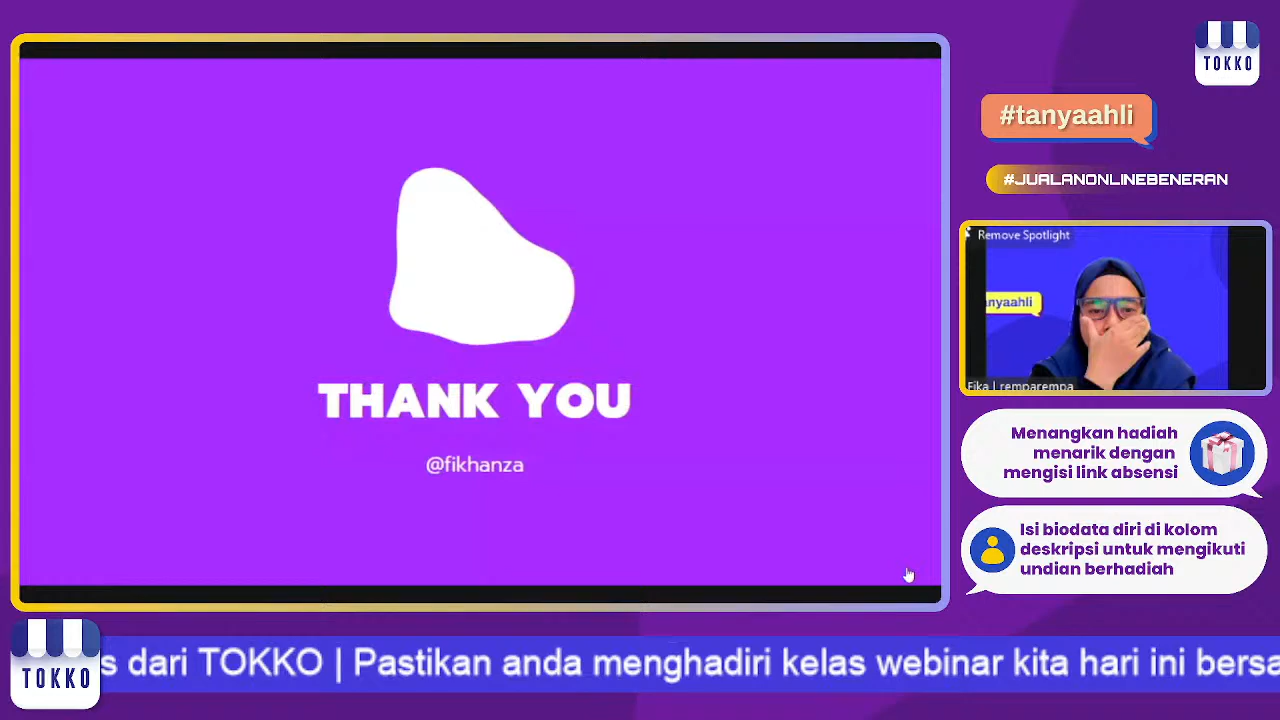 TOKKO
#tanyaahli
#JUALANONLINEBENERAN
THANK YOU
@fikhanza
Remove Spotlight
anyaahli
Fika | remparempa
Menangkan hadiah
menarik dengan
mengisi link absensi
Isi biodata diri di kolom
deskripsi untuk mengikuti
undian berhadiah
TOKKO
s dari TOKKO | Pastikan anda menghadiri kelas webinar kita hari ini bersa